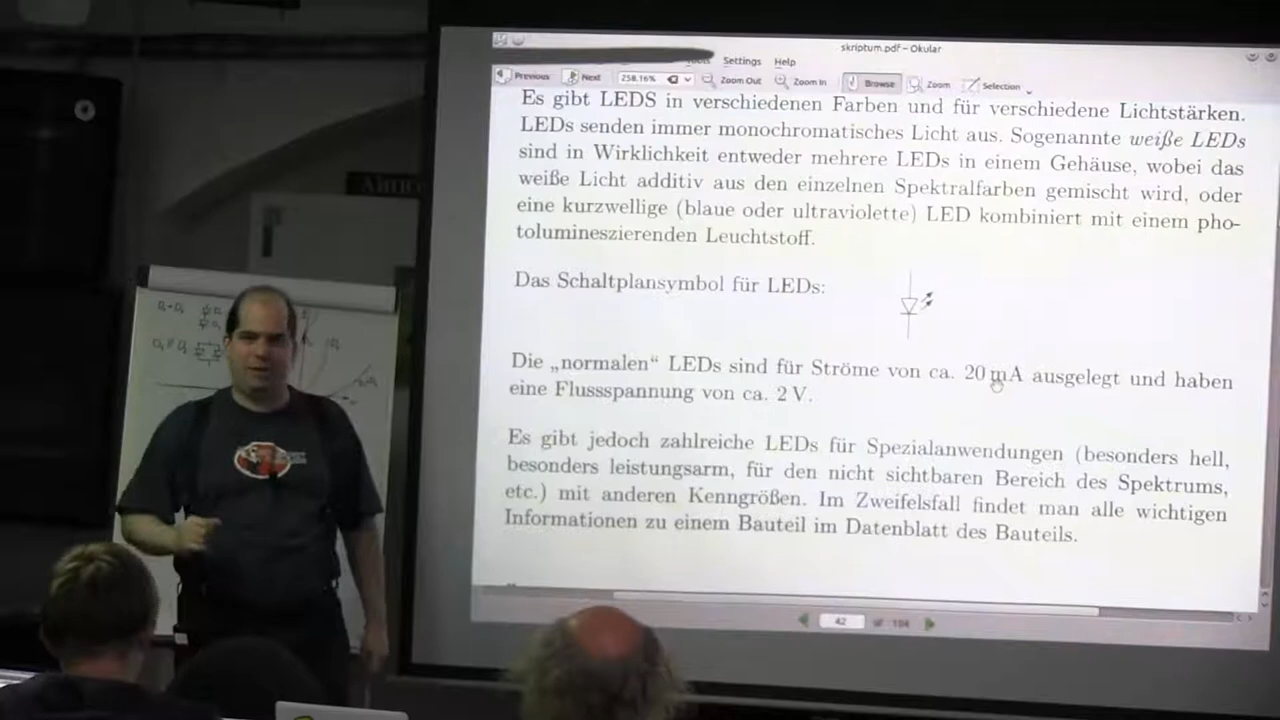 skriptum.pdf – Okular
Settings Help
Previous Next 258.16% Zoom Out Zoom In Browse Zoom Selection
Es gibt LEDS in verschiedenen Farben und für verschiedene Lichtstärken.
LEDs senden immer monochromatisches Licht aus. Sogenannte weiße LEDs
sind in Wirklichkeit entweder mehrere LEDs in einem Gehäuse, wobei das
weiße Licht additiv aus den einzelnen Spektralfarben gemischt wird, oder
eine kurzwellige (blaue oder ultraviolette) LED kombiniert mit einem pho-
tolumineszierenden Leuchtstoff.
Das Schaltplansymbol für LEDs:
Die „normalen“ LEDs sind für Ströme von ca. 20 mA ausgelegt und haben
eine Flussspannung von ca. 2 V.
Es gibt jedoch zahlreiche LEDs für Spezialanwendungen (besonders hell,
besonders leistungsarm, für den nicht sichtbaren Bereich des Spektrums,
etc.) mit anderen Kenngrößen. Im Zweifelsfall findet man alle wichtigen
Informationen zu einem Bauteil im Datenblatt des Bauteils.
42 of